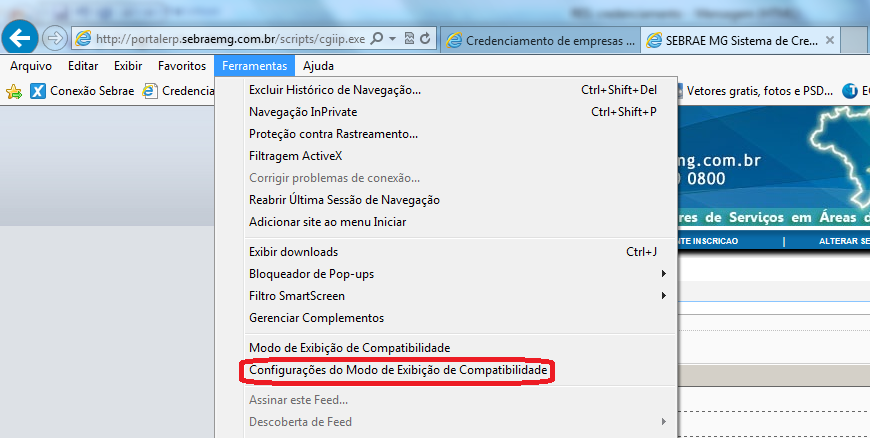 http://portalerp.sebraemg.com.br/scripts/cgiip.exe
Credenciamento de empresas ...
SEBRAE MG Sistema de Cre...
Arquivo Editar Exibir Favoritos Ferramentas Ajuda
Conexão Sebrae
Credencia
Vetores gratis, fotos e PSD...
Excluir Histórico de Navegação... Ctrl+Shift+Del
Navegação InPrivate Ctrl+Shift+P
Proteção contra Rastreamento...
Filtragem ActiveX
Corrigir problemas de conexão...
Reabrir Última Sessão de Navegação
Adicionar site ao menu Iniciar
Exibir downloads Ctrl+J
Bloqueador de Pop-ups
Filtro SmartScreen
Gerenciar Complementos
Modo de Exibição de Compatibilidade
Configurações do Modo de Exibição de Compatibilidade
Assinar este Feed...
Descoberta de Feed
mg.com.br
0 0800
res de Serviços em Áreas d
NTE INSCRICAO | ALTERAR SE